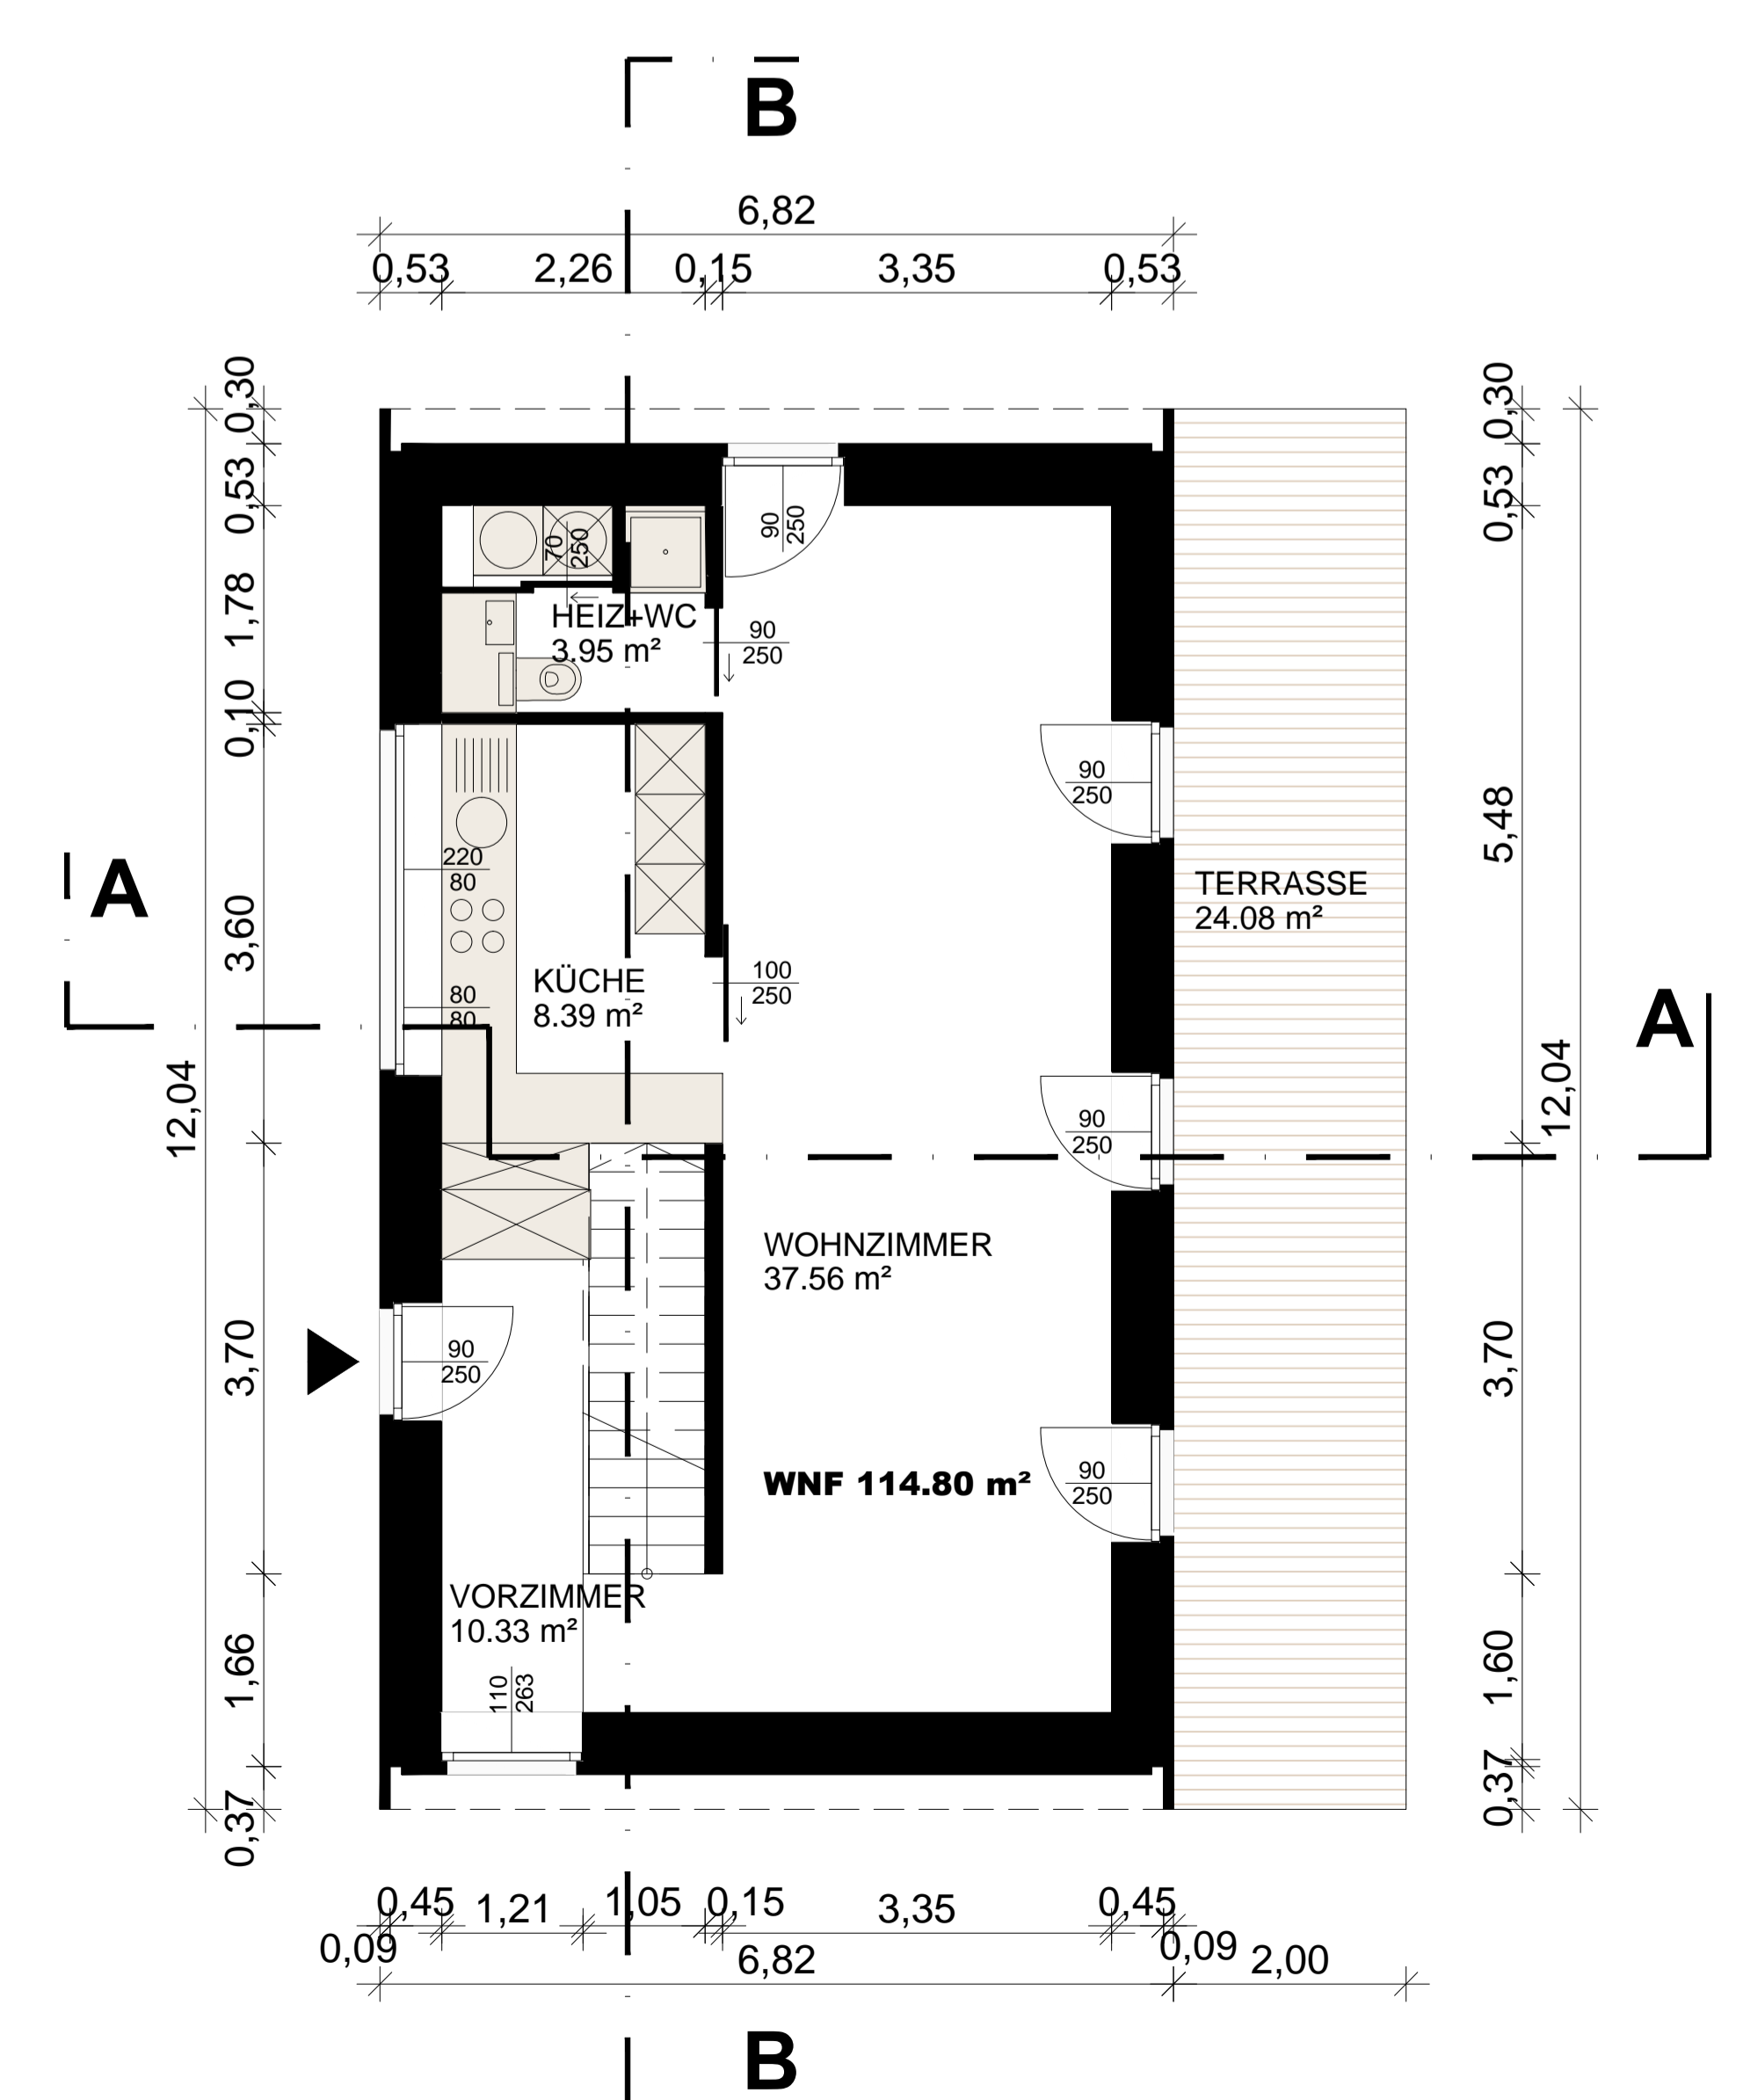 B
6,82
0,53 2,26 0,15 3,35 0,53
0,30
0,53
1,78
0,10
3,60
3,70
1,66
0,37
12,04
0,30
0,53
5,48
3,70
1,60
0,37
12,04
70
250
90
250
HEIZ+WC
3.95 m²
90
250
90
250
A
220
80
TERRASSE
24.08 m²
KÜCHE
8.39 m²
100
250
80
80
A
90
250
WOHNZIMMER
37.56 m²
90
250
WNF 114.80 m²
90
250
VORZIMMER
10.33 m²
110
263
0,45 1,21 1,05 0,15 3,35 0,45
0,09 6,82 0,09 2,00
B